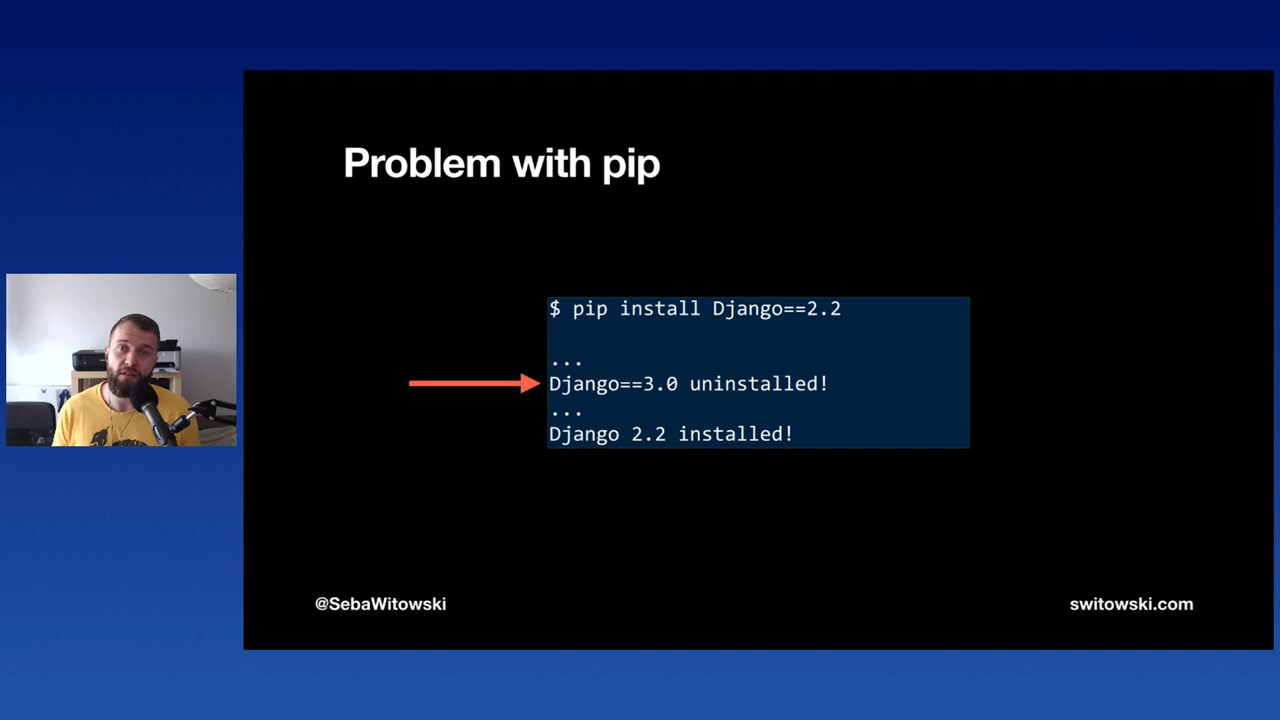 Problem with pip
$ pip install Django==2.2
...
Django==3.0 uninstalled!
...
Django 2.2 installed!
@SebaWitowski
switowski.com